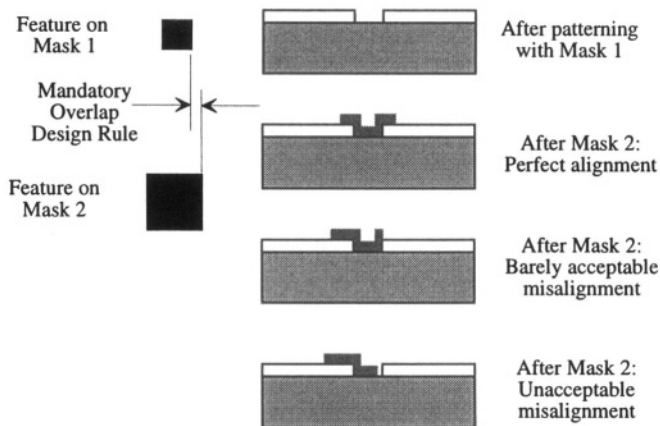 Feature on
Mask 1
Mandatory
Overlap
Design Rule
Feature on
Mask 2
After patterning
with Mask 1
After Mask 2:
Perfect alignment
After Mask 2:
Barely acceptable
misalignment
After Mask 2:
Unacceptable
misalignment